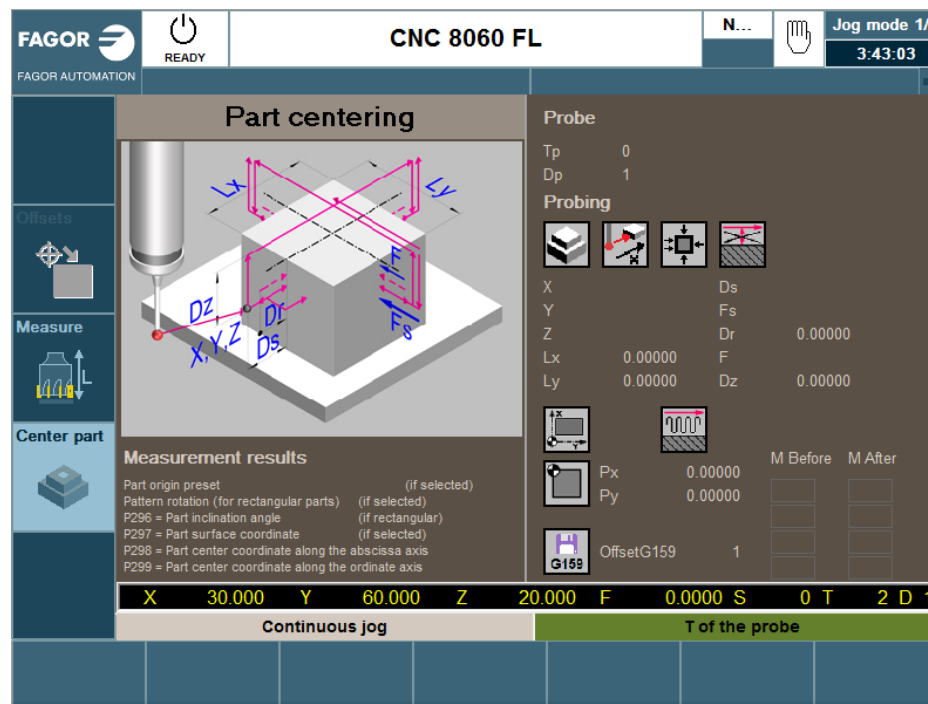 FAGOR
READY
CNC 8060 FL
N...
Jog mode 1/
3:43:03
FAGOR AUTOMATION
Offsets
Measure
L
Center part
Part centering
Lx
Ly
F
Fs
Dz
Dr
Ds
X,Y,Z
Measurement results
Part origin preset (if selected)
Pattern rotation (for rectangular parts) (if selected)
P296 = Part inclination angle (if rectangular)
P297 = Part surface coordinate (if selected)
P298 = Part center coordinate along the abscissa axis
P299 = Part center coordinate along the ordinate axis
Probe
Tp 0
Dp 1
Probing
X
X Ds
Y Fs
Z Dr 0.00000
Lx 0.00000 F
Ly 0.00000 Dz 0.00000
X
Y
M Before M After
Px 0.00000
Py 0.00000
G159
OffsetG159 1
X 30.000 Y 60.000 Z 20.000 F 0.0000 S 0 T 2 D 1
Continuous jog
T of the probe